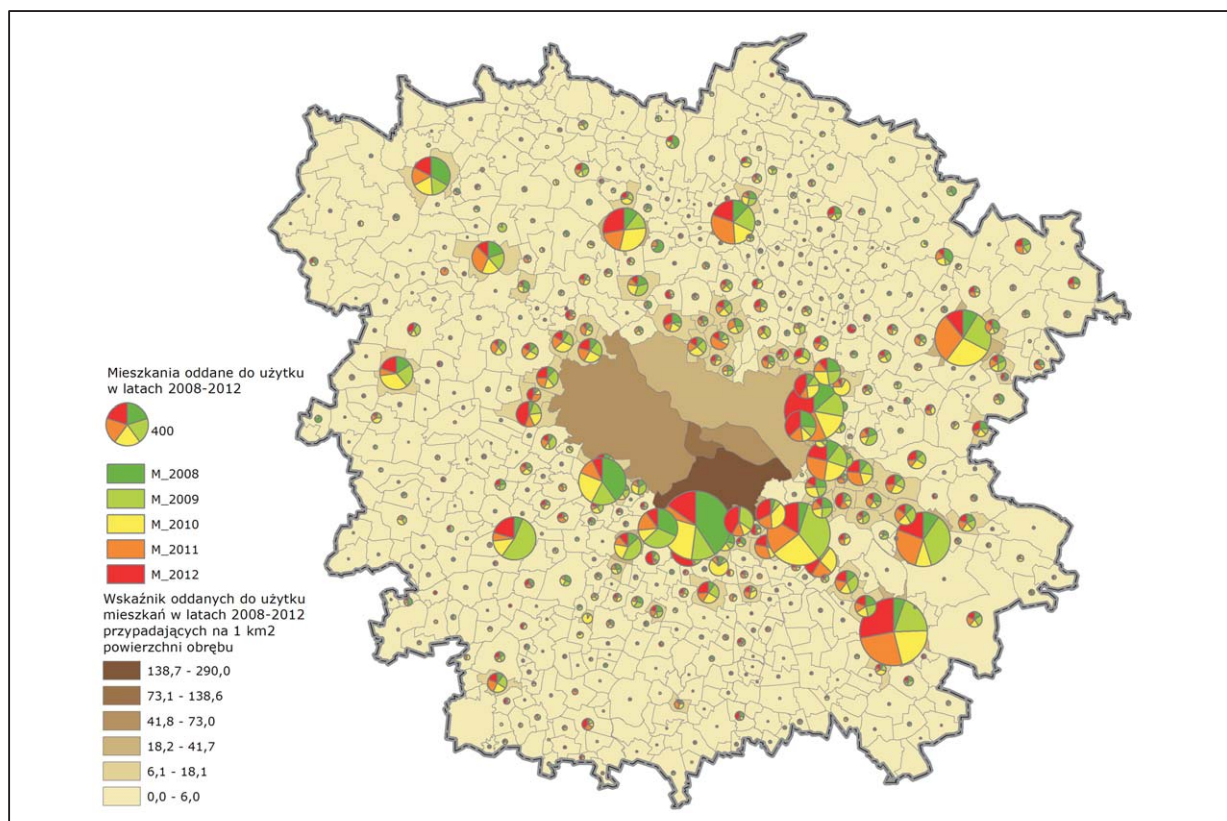 Mieszkania oddane do użytku
w latach 2008-2012
400
M_2008
M_2009
M_2010
M_2011
M_2012
Wskaźnik oddanych do użytku
mieszkań w latach 2008-2012
przypadających na 1 km2
powierzchni obrębu
138,7 - 290,0
73,1 - 138,6
41,8 - 73,0
18,2 - 41,7
6,1 - 18,1
0,0 - 6,0